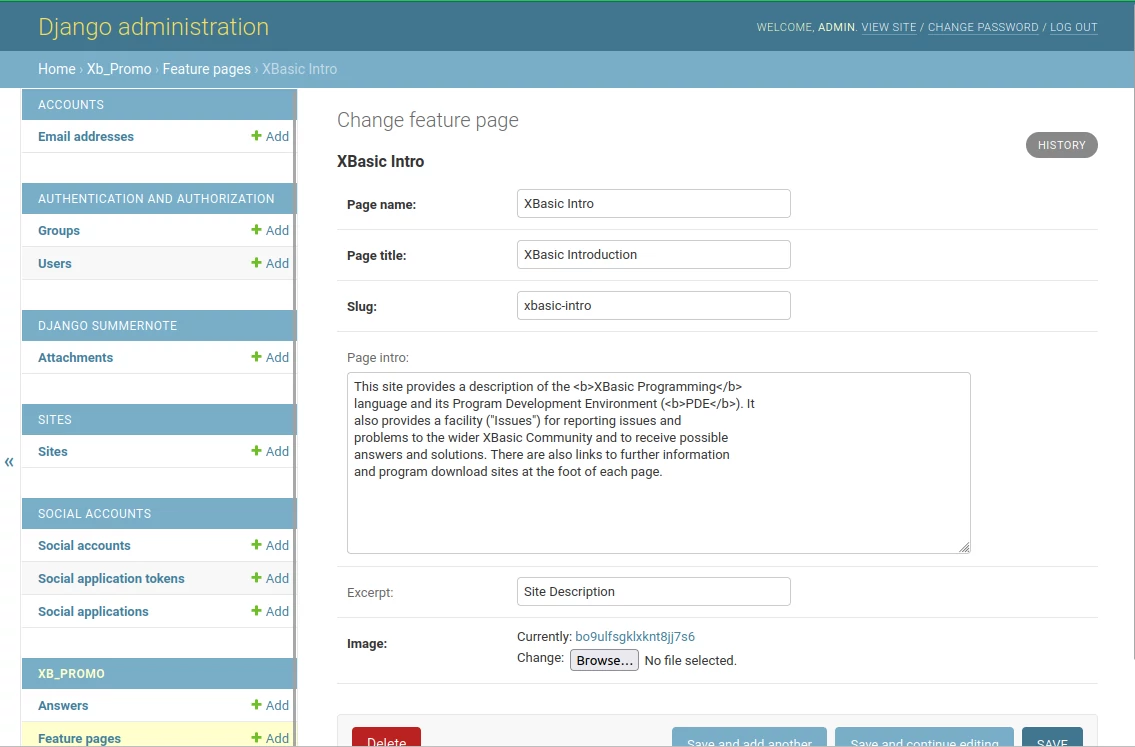 Django administration
WELCOME, ADMIN. VIEW SITE / CHANGE PASSWORD / LOG OUT
Home › Xb_Promo › Feature pages › XBasic Intro
ACCOUNTS
Email addresses + Add
AUTHENTICATION AND AUTHORIZATION
Groups + Add
Users + Add
DJANGO SUMMERNOTE
Attachments + Add
SITES
Sites + Add
«
SOCIAL ACCOUNTS
Social accounts + Add
Social application tokens + Add
Social applications + Add
XB_PROMO
Answers + Add
Feature pages + Add
Change feature page
HISTORY
XBasic Intro
Page name: XBasic Intro
Page title: XBasic Introduction
Slug: xbasic-intro
Page intro:
This site provides a description of the <b>XBasic Programming</b>
language and its Program Development Environment (<b>PDE</b>). It
also provides a facility ("Issues") for reporting issues and
problems to the wider XBasic Community and to receive possible
answers and solutions. There are also links to further information
and program download sites at the foot of each page.
Excerpt: Site Description
Image: Currently: bo9ulfsgklxknt8jj7s6
Change: Browse... No file selected.
Delete Save and add another Save and continue editing SAVE